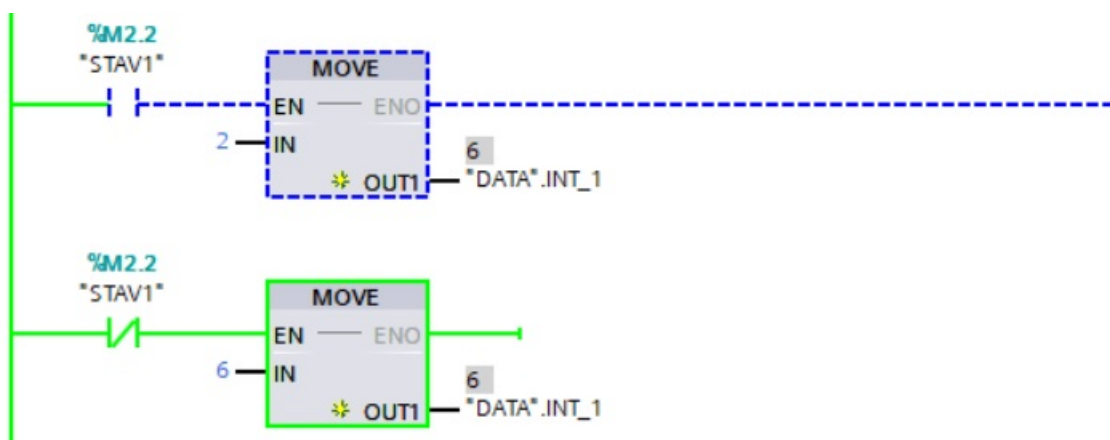 %M2.2
"STAV1"
MOVE
EN ENO
2 IN
6
OUT1 "DATA".INT_1
%M2.2
"STAV1"
MOVE
EN ENO
6 IN
6
OUT1 "DATA".INT_1